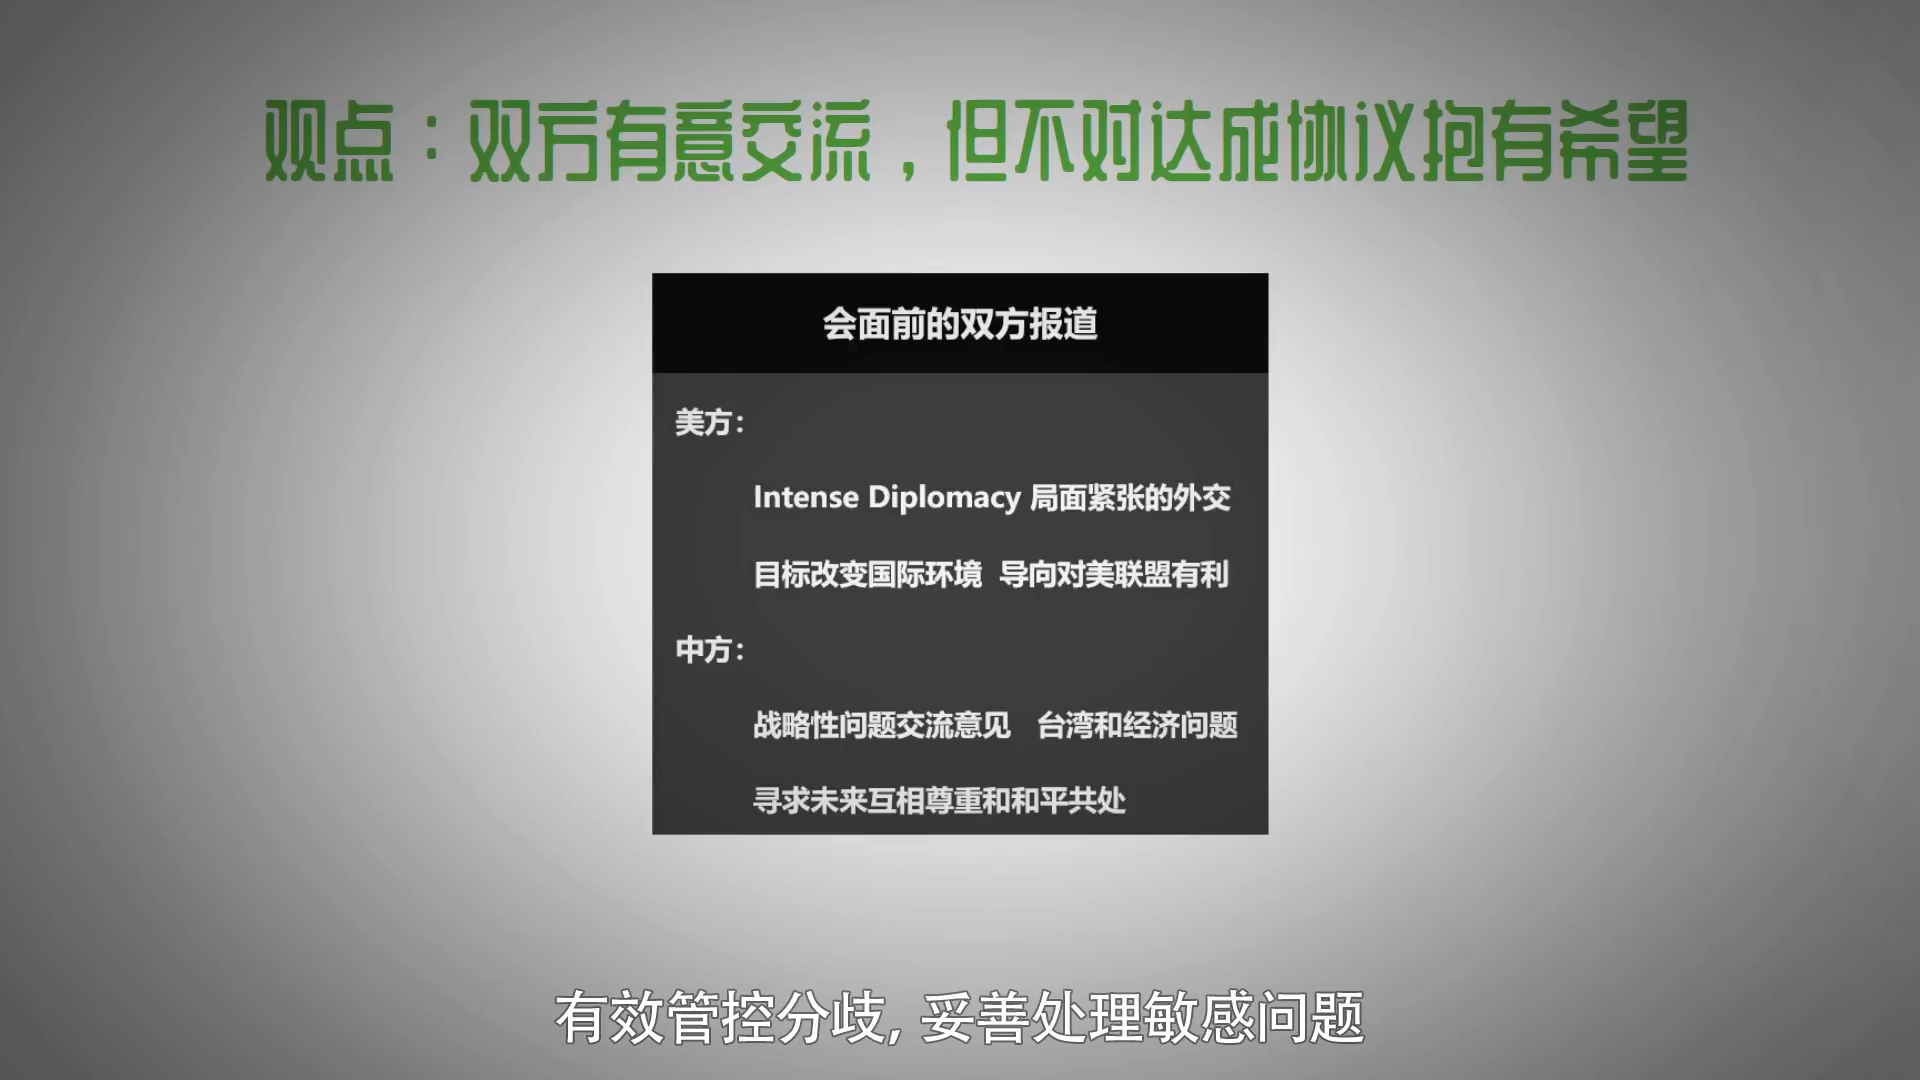 观点：双方有意交流，但不对达成协议抱有希望
会面前的双方报道
美方：
Intense Diplomacy 局面紧张的外交
目标改变国际环境 导向对美联盟有利
中方：
战略性问题交流意见 台湾和经济问题
寻求未来互相尊重和和平共处
有效管控分歧, 妥善处理敏感问题